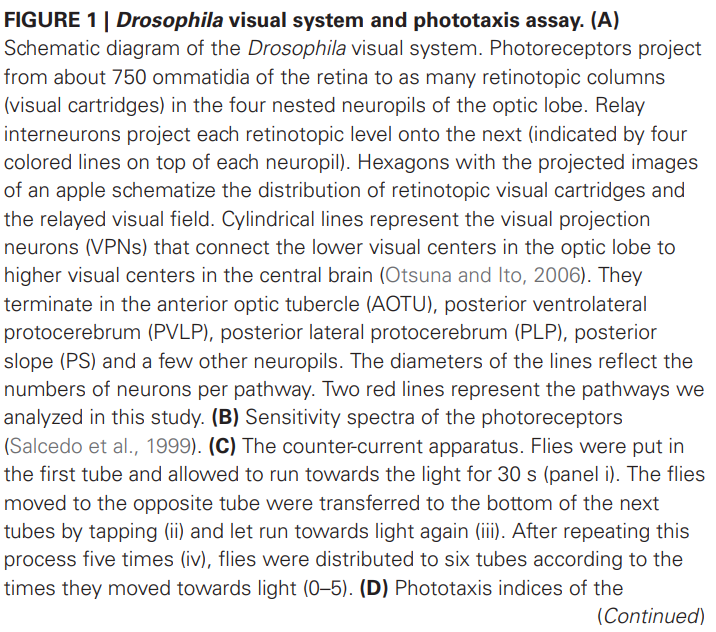 FIGURE 1 | Drosophila visual system and phototaxis assay. (A)
Schematic diagram of the Drosophila visual system. Photoreceptors project
from about 750 ommatidia of the retina to as many retinotopic columns
(visual cartridges) in the four nested neuropils of the optic lobe. Relay
interneurons project each retinotopic level onto the next (indicated by four
colored lines on top of each neuropil). Hexagons with the projected images
of an apple schematize the distribution of retinotopic visual cartridges and
the relayed visual field. Cylindrical lines represent the visual projection
neurons (VPNs) that connect the lower visual centers in the optic lobe to
higher visual centers in the central brain (Otsuna and Ito, 2006). They
terminate in the anterior optic tubercle (AOTU), posterior ventrolateral
protocerebrum (PVLP), posterior lateral protocerebrum (PLP), posterior
slope (PS) and a few other neuropils. The diameters of the lines reflect the
numbers of neurons per pathway. Two red lines represent the pathways we
analyzed in this study. (B) Sensitivity spectra of the photoreceptors
(Salcedo et al., 1999). (C) The counter-current apparatus. Flies were put in
the first tube and allowed to run towards the light for 30 s (panel i). The flies
moved to the opposite tube were transferred to the bottom of the next
tubes by tapping (ii) and let run towards light again (iii). After repeating this
process five times (iv), flies were distributed to six tubes according to the
times they moved towards light (0–5). (D) Phototaxis indices of the
(Continued)